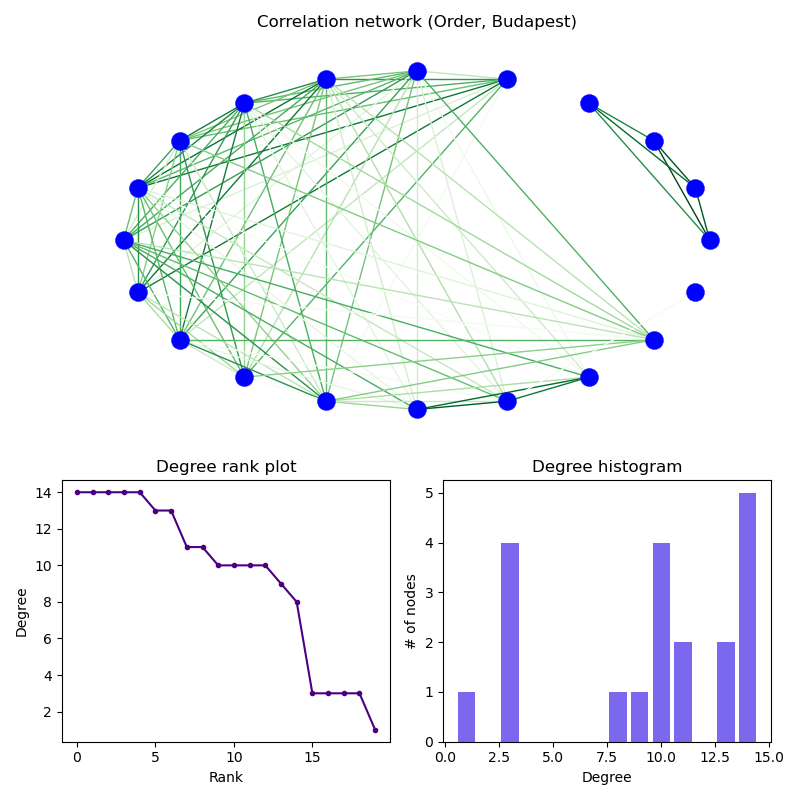 Correlation network (Order, Budapest)
Degree rank plot
Degree
14
12
10
8
6
4
2
0 5 10 15
Rank
Degree histogram
# of nodes
5
4
3
2
1
0
0.0 2.5 5.0 7.5 10.0 12.5 15.0
Degree